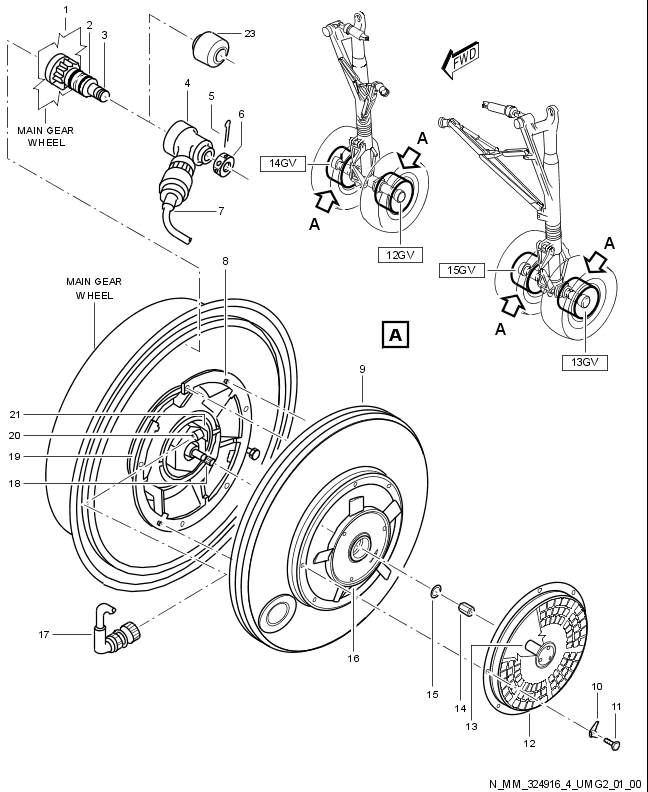 1
2
3
23
4
5
6
FWD
MAIN GEAR
WHEEL
A
14GV
7
A
12GV
A
15GV
8
MAIN GEAR
WHEEL
A
A
13GV
9
21
20
19
18
17
16
15
14
13
10
11
12
N_MM_324916_4_UMG2_01_00